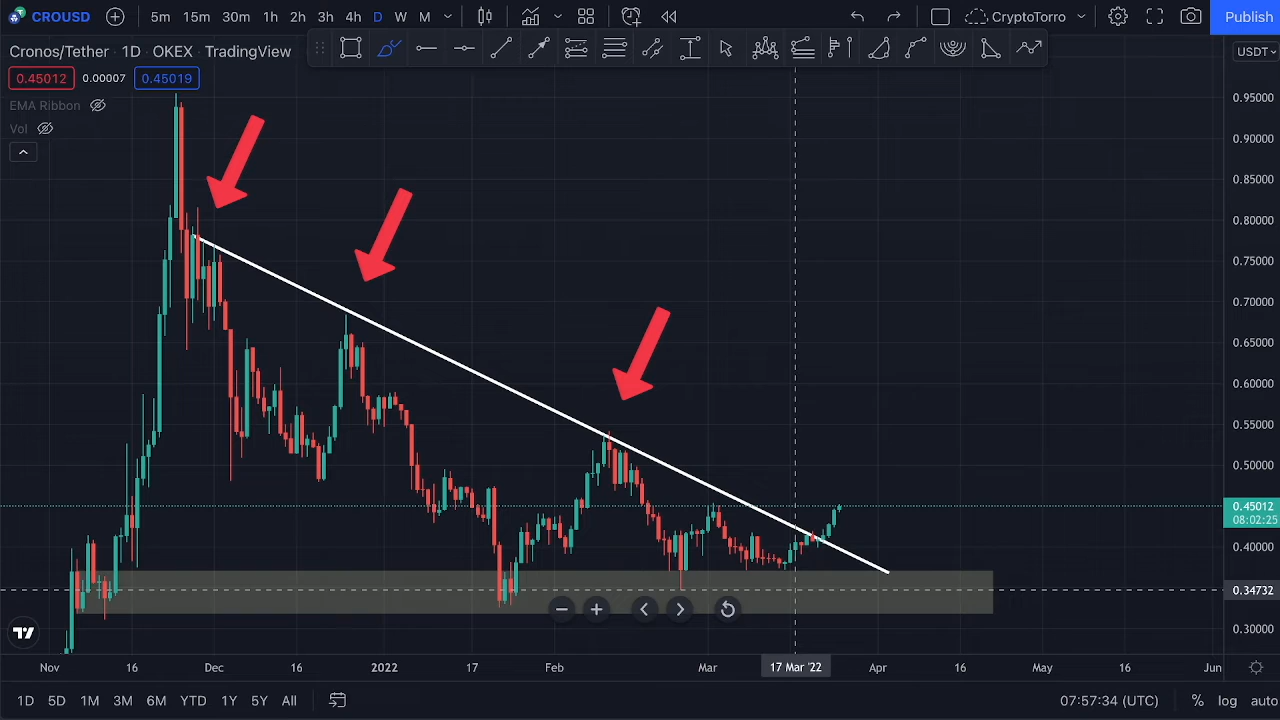 CROUSD 5m 15m 30m 1h 2h 3h 4h D W M CryptoTorro Publish
Cronos/Tether · 1D · OKEX · TradingView
USDT
0.45012 0.00007 0.45019
EMA Ribbon
Vol
0.95000
0.90000
0.85000
0.80000
0.75000
0.70000
0.65000
0.60000
0.55000
0.50000
0.45012
08:02:25
0.40000
0.34732
0.30000
Nov 16 Dec 16 2022 17 Feb Mar 17 Mar '22 Apr 16 May 16 Jun
1D 5D 1M 3M 6M YTD 1Y 5Y All 07:57:34 (UTC) % log auto